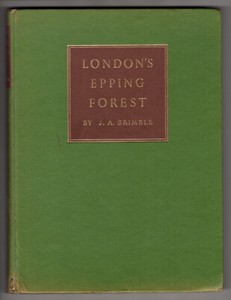 LONDON'S
EPPING
FOREST
BY J. A. BRIMBLE